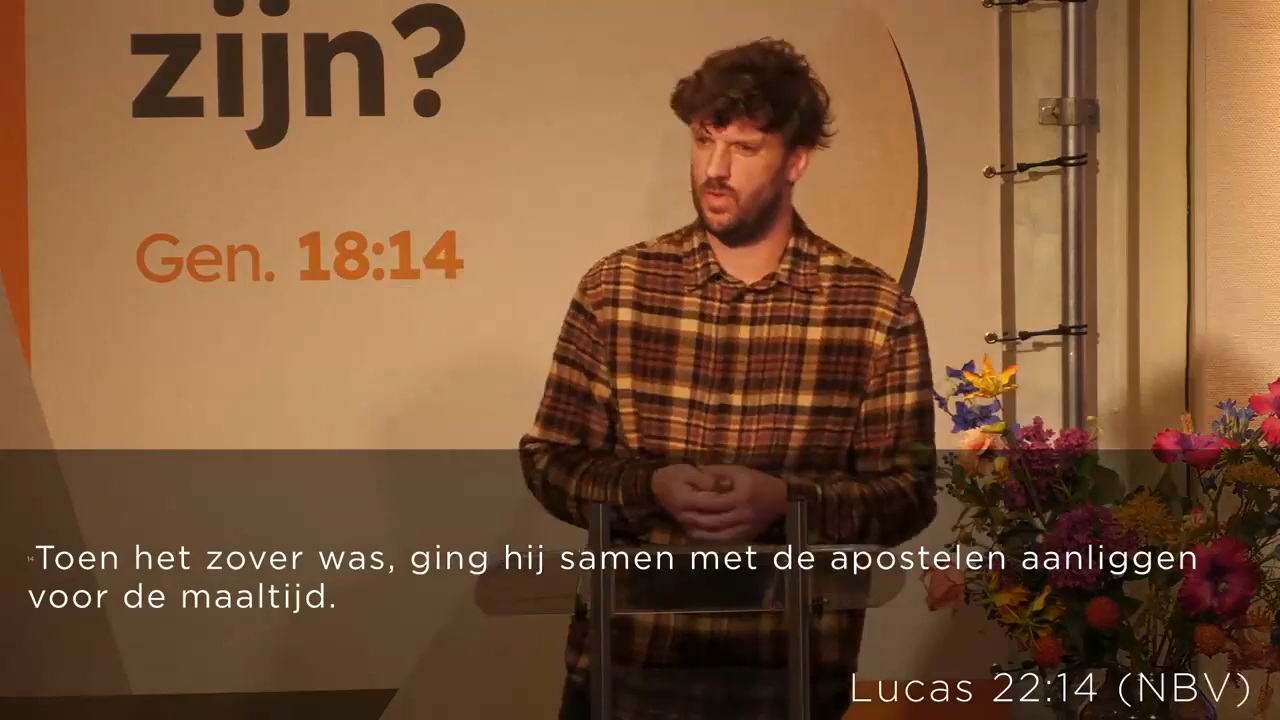 zijn?
Gen. 18:14
14Toen het zover was, ging hij samen met de apostelen aanliggen
voor de maaltijd.
Lucas 22:14 (NBV)